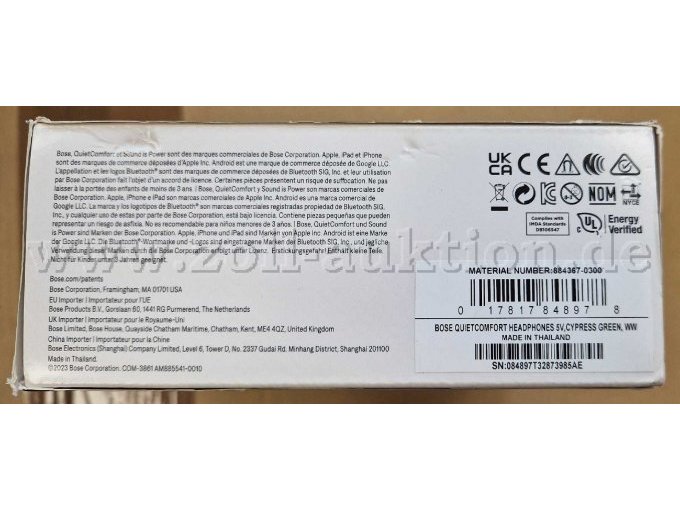 Bose, QuietComfort et Sound is Power sont des marques commerciales de Bose Corporation. Apple, iPad et iPhone
sont des marques de commerce déposées d'Apple Inc. Android est une marque de commerce déposée de Google LLC.
L'appellation et les logos Bluetooth® sont des marques de commerce déposées de Bluetooth SIG, Inc., et leur utilisation
par Bose Corporation fait l'objet d'un accord de licence. Certaines pièces présentent un risque de suffocation. Ne pas
laisser à la portée des enfants de moins de 3 ans. | Bose, QuietComfort y Sound is Power son marcas comerciales de
Bose Corporation. Apple, iPhone e iPad son marcas comerciales de Apple Inc. Android es una marca comercial de
Google LLC. La marca y los logotipos de Bluetooth® son marcas comerciales registradas propiedad de Bluetooth SIG,
Inc., y cualquier uso de estas por parte de Bose Corporation, está bajo licencia. Contiene piezas pequeñas que pueden
representar un riesgo de asfixia. No es recomendable para niños menores de 3 años. | Bose, QuietComfort und Sound
is Power sind Marken der Bose Corporation. Apple, iPhone und iPad sind Marken von Apple Inc. Android ist eine Marke
der Google LLC. Die Bluetooth®-Wortmarke und -Logos sind eingetragene Marken der Bluetooth SIG, Inc., und jegliche
Verwendung dieser Marken durch die Bose Corporation erfolgt unter Lizenz. Erstickungsgefahr! Enthält kleine Teile.
Nicht für Kinder unter 3 Jahren geeignet.
Bose.com/patents
Bose Corporation, Framingham, MA 01701 USA
EU Importer | Importateur pour l'UE
Bose Products B.V., Gorslaan 60, 1441 RG Purmerend, The Netherlands
UK Importer | Importateur pour le Royaume-Uni
Bose Limited, Bose House, Quayside Chatham Maritime, Chatham, Kent, ME4 4QZ, United Kingdom
China Importer | Importateur pour la Chine
Bose Electronics (Shanghai) Company Limited, Level 6, Tower D, No. 2337 Gudai Rd. Minhang District, Shanghai 201100
©2023 Bose Corporation. COM-3861 AM885541-0010
UK
CA
CE
NOM
NYCE
Complies with
IMDA Standards
DB106547
UL
Energy
Verified
MATERIAL NUMBER:884367-0300
0 17817 84897 8
BOSE QUIETCOMFORT HEADPHONES SV,CYPRESS GREEN, WW
MADE IN THAILAND
SN:084897T32873985AE
www.zoll-auktion.de